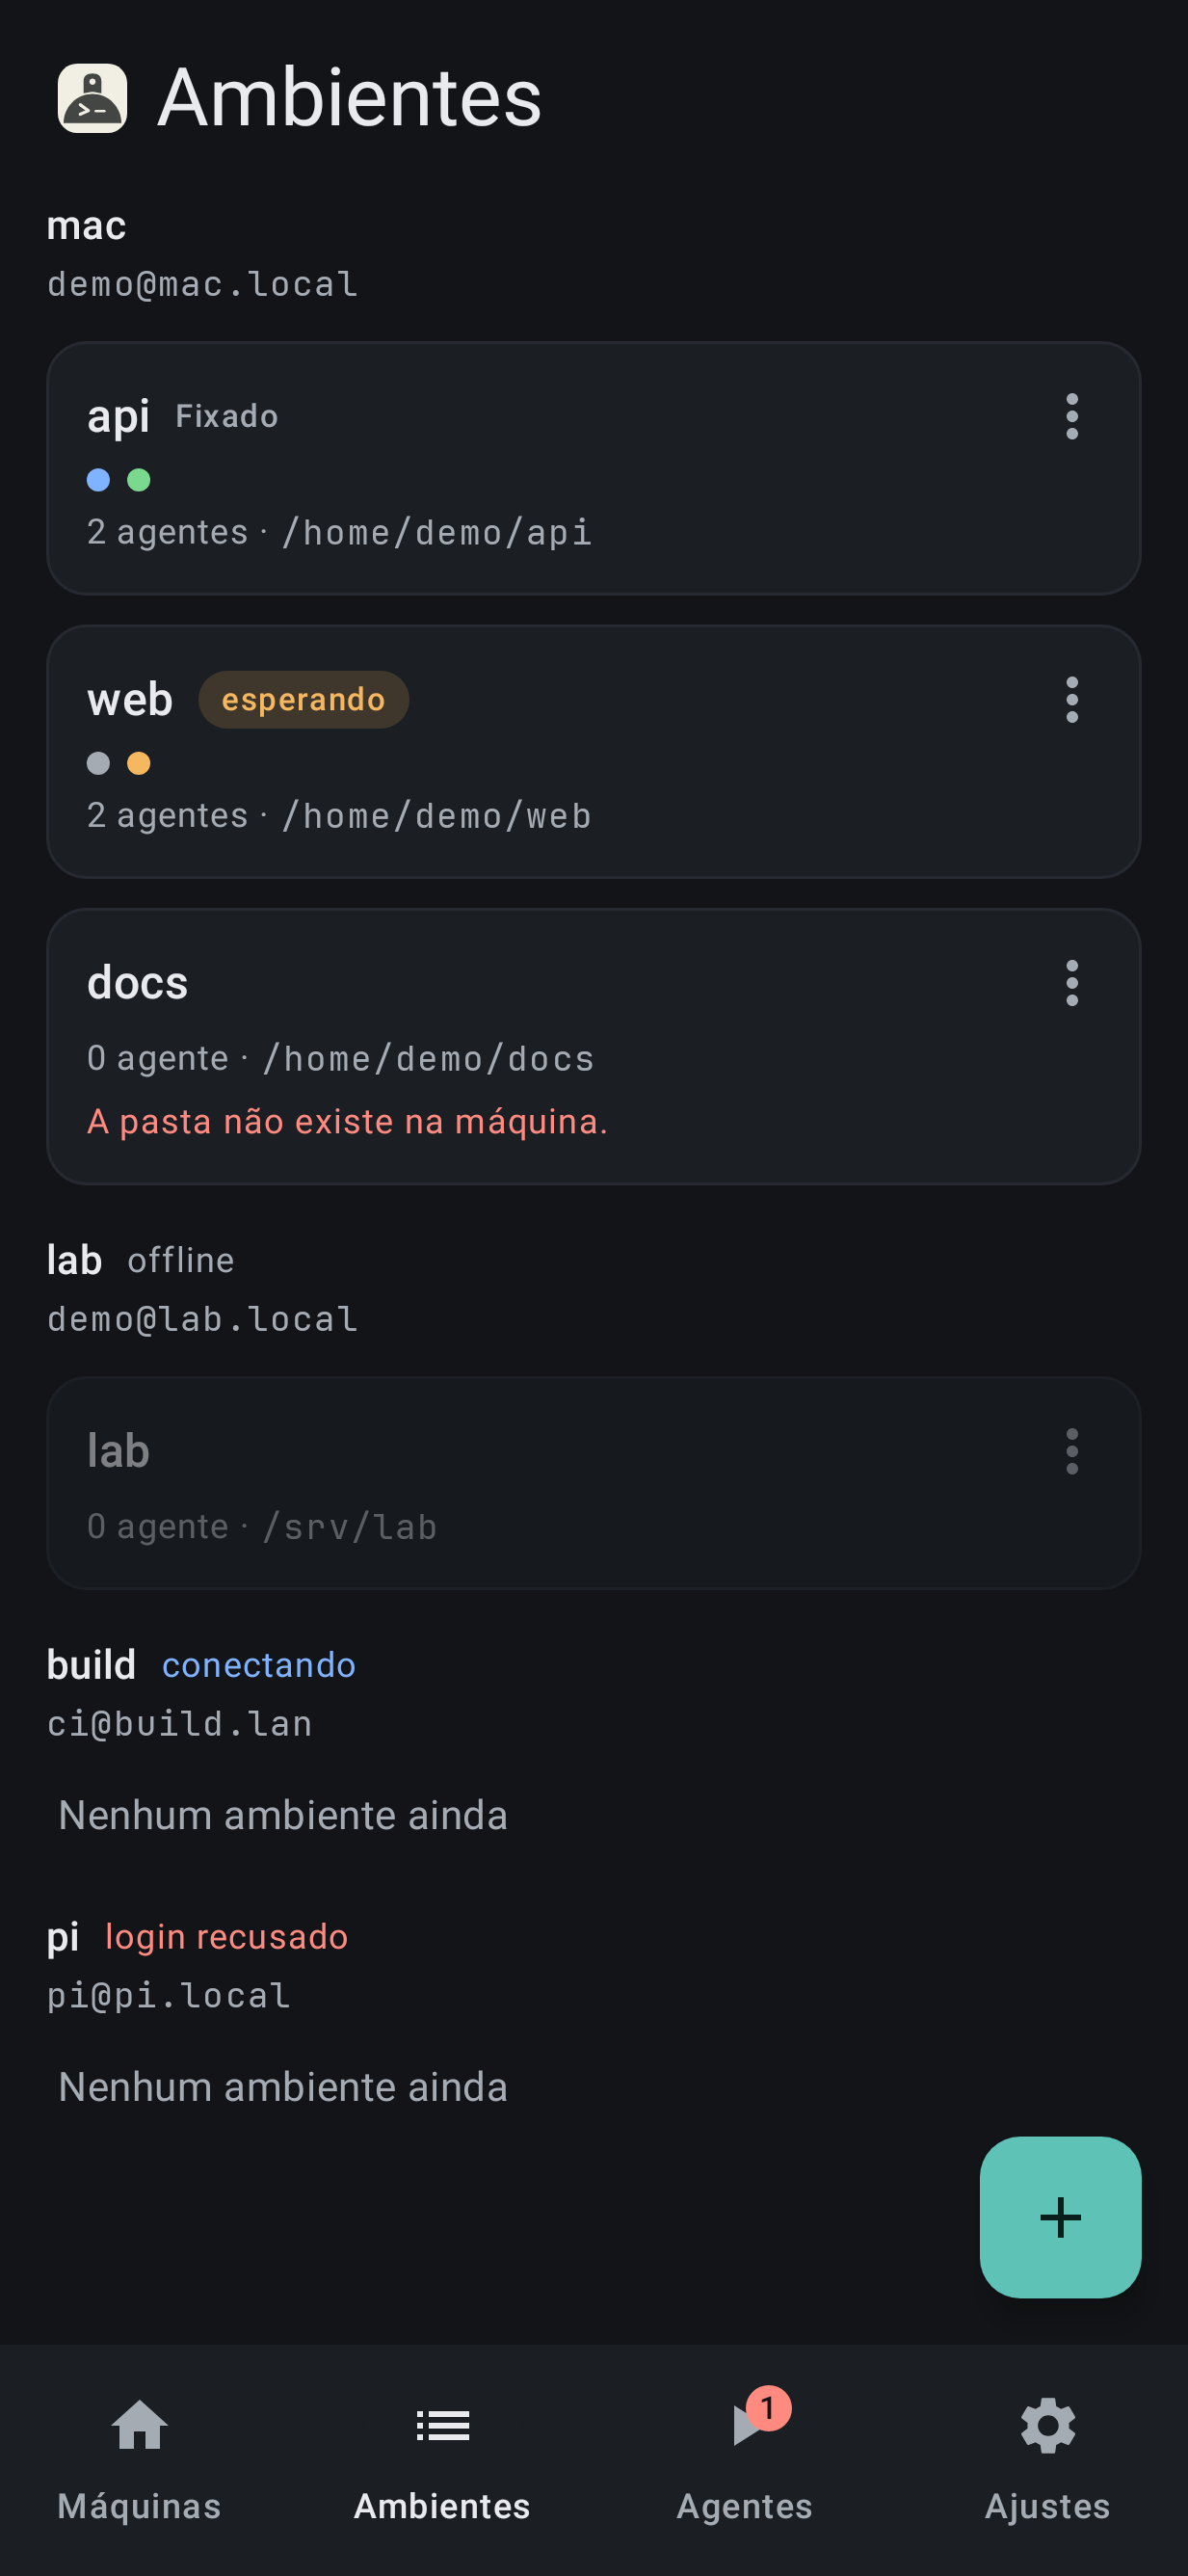 >-
Ambientes
mac
demo@mac.local
api Fixado
2 agentes · /home/demo/api
web esperando
2 agentes · /home/demo/web
docs
0 agente · /home/demo/docs
A pasta não existe na máquina.
lab offline
demo@lab.local
lab
0 agente · /srv/lab
build conectando
ci@build.lan
Nenhum ambiente ainda
pi login recusado
pi@pi.local
Nenhum ambiente ainda
+
1
Máquinas Ambientes Agentes Ajustes